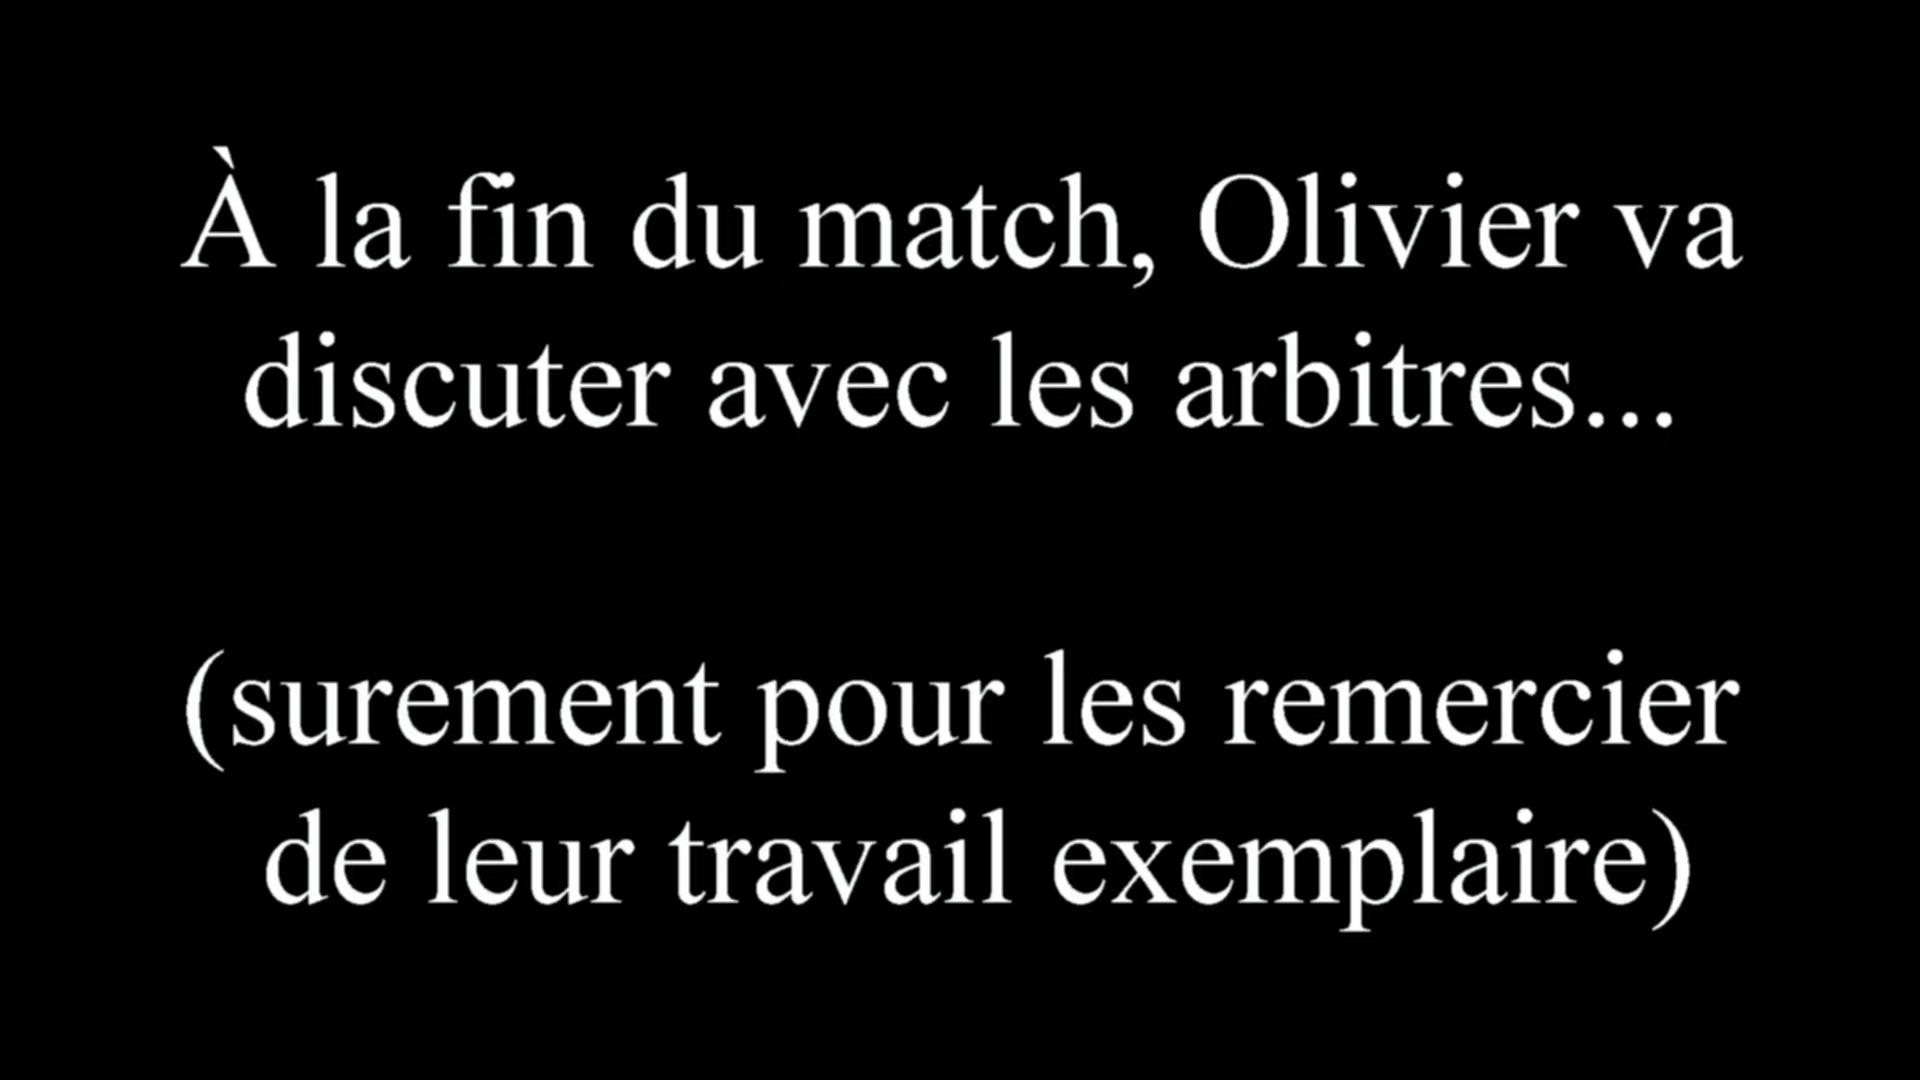 À la fin du match, Olivier va
discuter avec les arbitres...
(surement pour les remercier
de leur travail exemplaire)